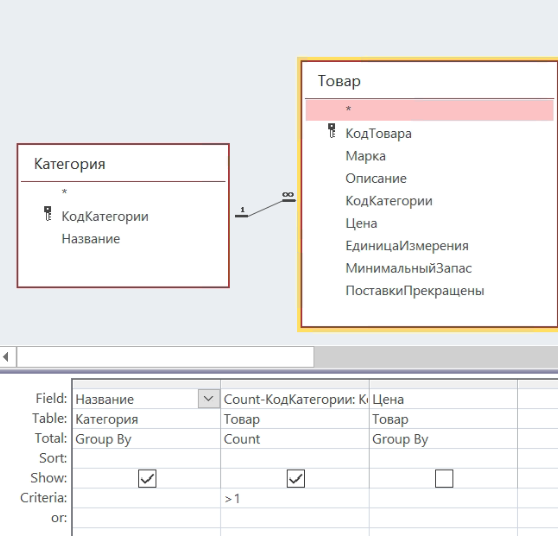 Товар
*
КодТовара
Марка
Описание
КодКатегории
Цена
ЕдиницаИзмерения
МинимальныйЗапас
ПоставкиПрекращены
Категория
*
КодКатегории
Название
1
∞
Field: Название Count-КодКатегории: Ко Цена
Table: Категория Товар Товар
Total: Group By Count Group By
Sort:
Show:
Criteria: >1
or: